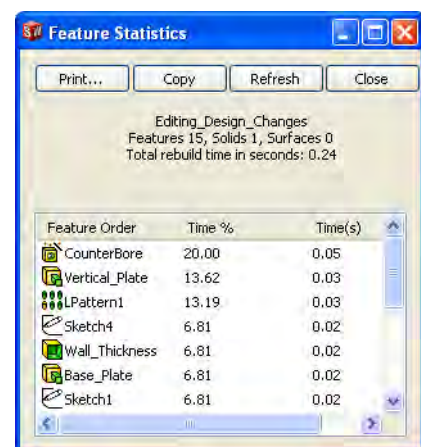 Feature Statistics
Print... Copy Refresh Close
Editing_Design_Changes
Features 15, Solids 1, Surfaces 0
Total rebuild time in seconds: 0.24
Feature Order Time % Time(s)
CounterBore 20.00 0.05
Vertical_Plate 13.62 0.03
LPattern1 13.19 0.03
Sketch4 6.81 0.02
Wall_Thickness 6.81 0.02
Base_Plate 6.81 0.02
Sketch1 6.81 0.02